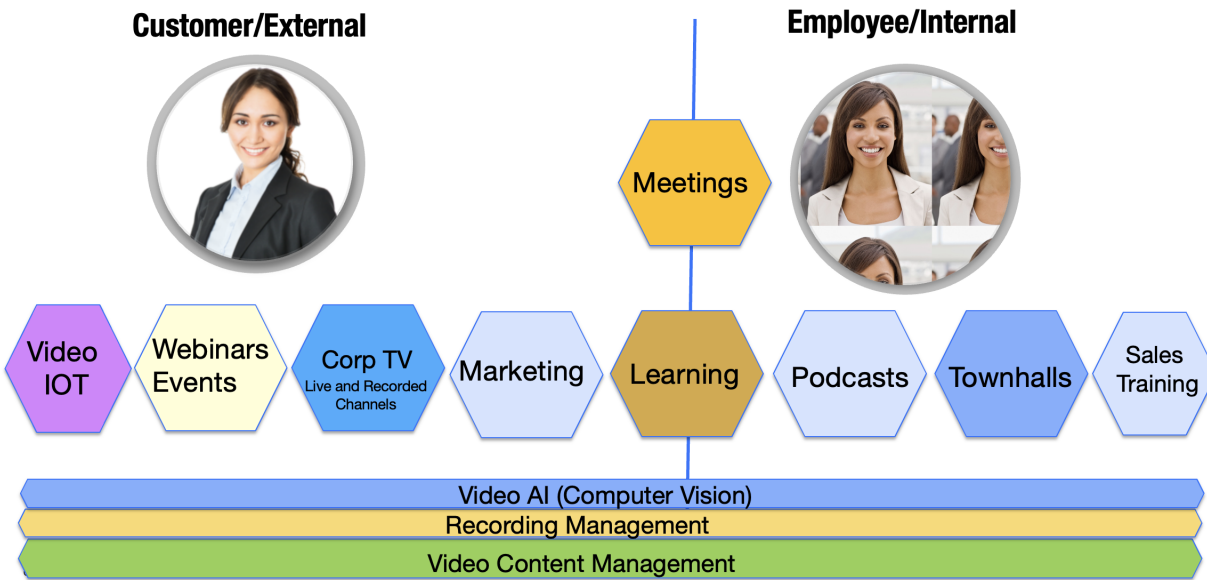 Customer/External
Employee/Internal
Meetings
Video
IOT
Webinars
Events
Corp TV
Live and Recorded
Channels
Marketing
Learning
Podcasts
Townhalls
Sales
Training
Video AI (Computer Vision)
Recording Management
Video Content Management